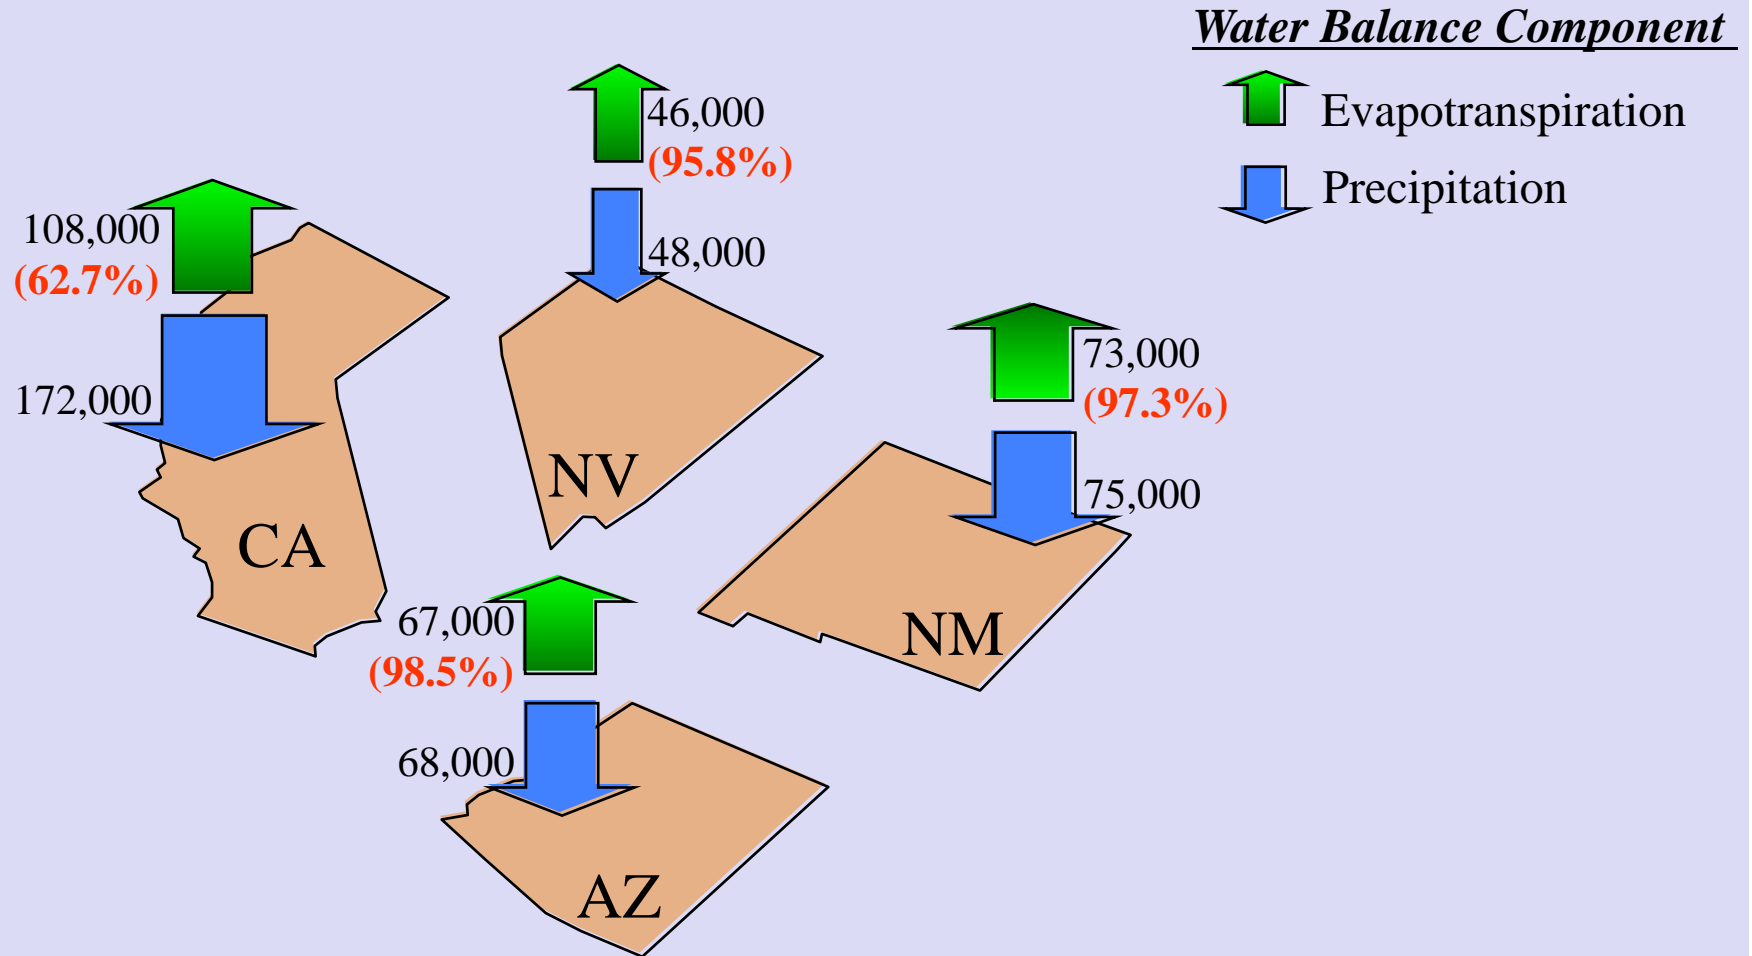 Water Balance Component
Evapotranspiration
Precipitation
46,000
(95.8%)
48,000
NV
108,000
(62.7%)
172,000
CA
73,000
(97.3%)
75,000
NM
67,000
(98.5%)
68,000
AZ